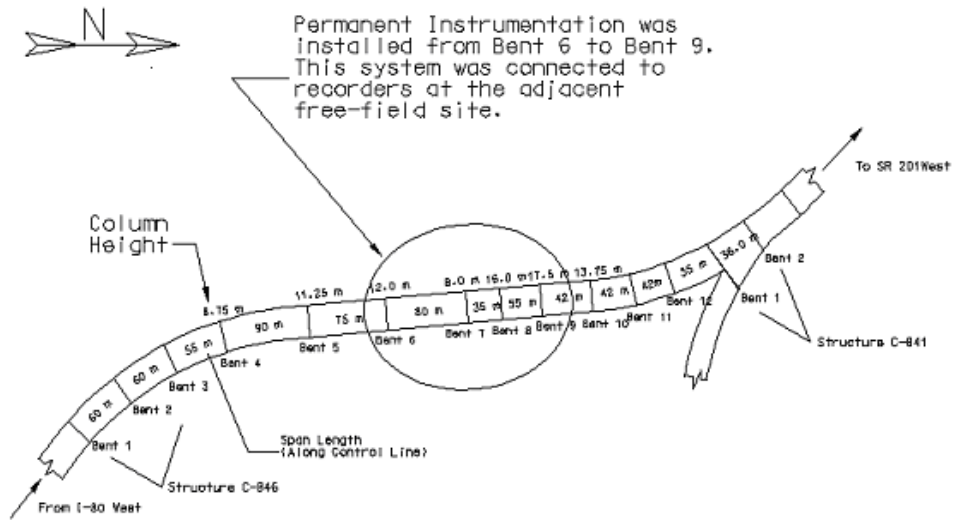 N
Permanent Instrumentation was
installed from Bent 6 to Bent 9.
This system was connected to
recorders at the adjacent
free-field site.
To SR 201West
Column
Height
8.75 m
11.25 m
12.0 m
8.0 m
16.0 m
17.5 m
13.75 m
60 m
60 m
55 m
90 m
75 m
80 m
35 m
55 m
42 m
42 m
42m
35 m
36.0 m
Bent 1
Bent 2
Bent 3
Bent 4
Bent 5
Bent 6
Bent 7
Bent 8
Bent 9
Bent 10
Bent 11
Bent 12
Bent 1
Bent 2
Structure C-841
Span Length
(Along Control Line)
Structure C-846
From I-80 West